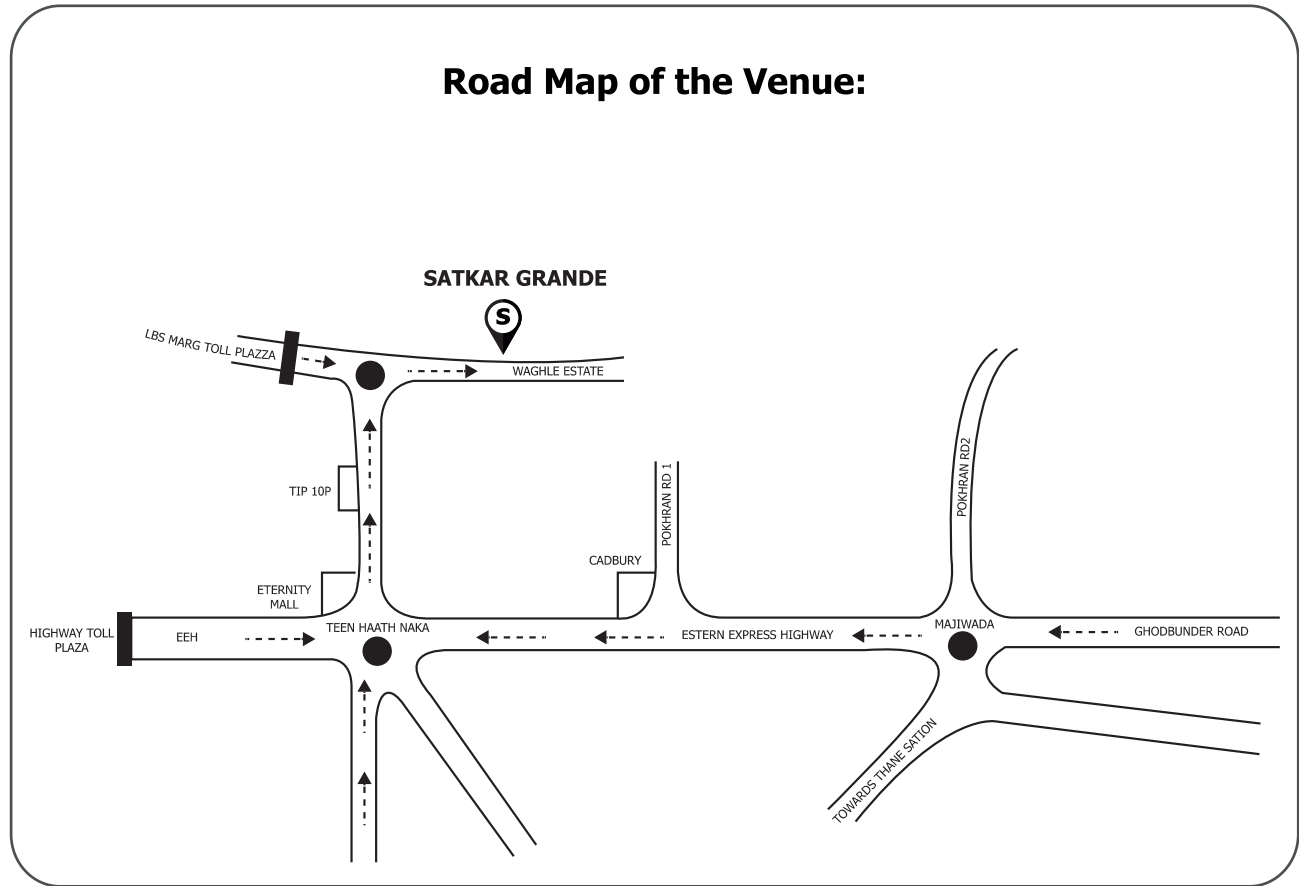 Road Map of the Venue:
SATKAR GRANDE
S
LBS MARG TOLL PLAZZA
WAGHLE ESTATE
TIP 10P
POKHRAN RD 1
POKHRAN RD2
CADBURY
ETERNITY
MALL
HIGHWAY TOLL
PLAZA
EEH
TEEN HAATH NAKA
ESTERN EXPRESS HIGHWAY
MAJIWADA
GHODBUNDER ROAD
TOWARDS THANE SATION